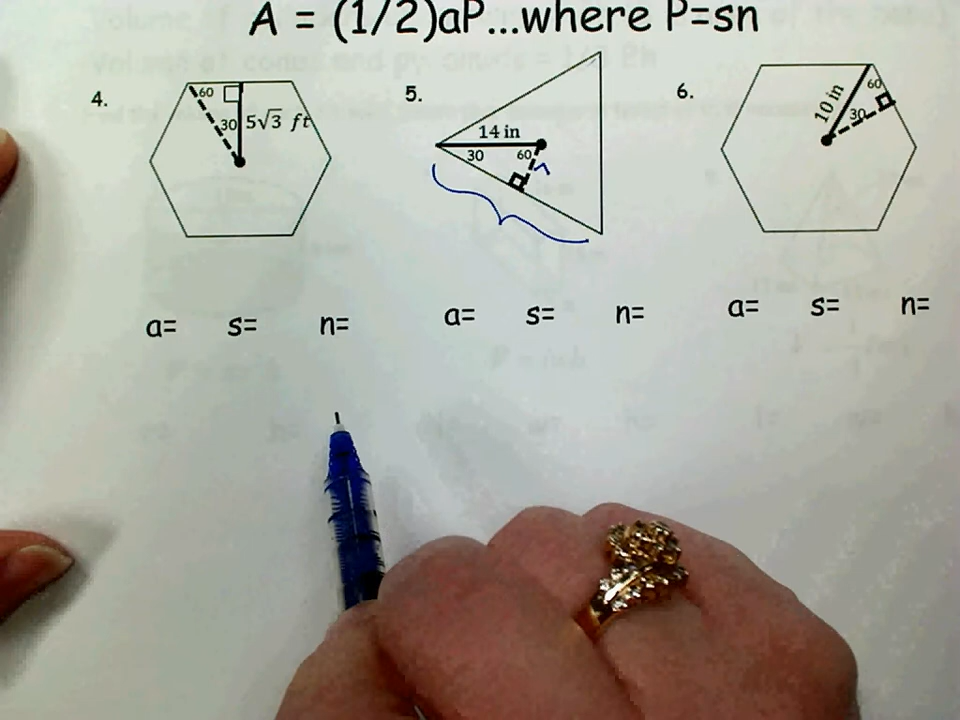 A = (1/2)aP...where P=sn
4.
60
30
5√3 ft
5.
14 in
30
60
6.
10 in
60
30
a= s= n=
a= s= n=
a= s= n=